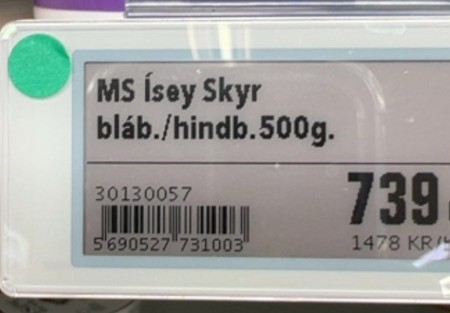 MS Ísey Skyr
bláb./hindb.500g.
30130057
739
5 690527 731003
1478 KR/